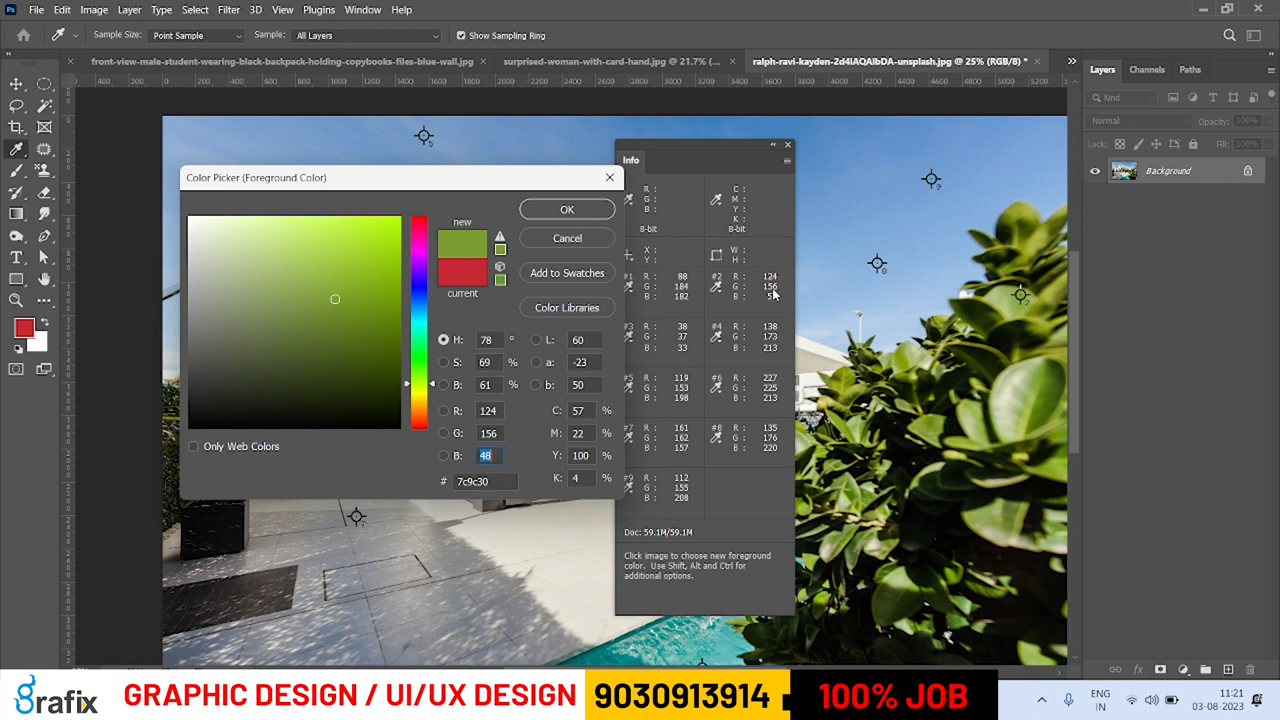 Ps File Edit Image Layer Type Select Filter 3D View Plugins Window Help
Sample Size: Point Sample Sample: All Layers Show Sampling Ring
front-view-male-student-wearing-black-backpack-holding-copybooks-files-blue-wall.jpg
surprised-woman-with-card-hand.jpg @ 21.7% (...
ralph-ravi-kayden-2d4lAQAlbDA-unsplash.jpg @ 25% (RGB/8) *
Layers Channels Paths
Kind
Normal Opacity: 100%
Lock: Fill: 100%
Background
Color Picker (Foreground Color)
new
current
OK
Cancel
Add to Swatches
Color Libraries
H: 78 °
S: 69 %
B: 61 %
R: 124
G: 156
B: 48
# 7c9c30
L: 60
a: -23
b: 50
C: 57 %
M: 22 %
Y: 100 %
K: 4 %
Only Web Colors
Info
R :
G :
B :
8-bit
C :
M :
Y :
K :
8-bit
X :
Y :
W :
H :
#1 R : 88
G : 184
B : 182
#2 R : 124
G : 156
B :
#3 R : 38
G : 37
B : 33
#4 R : 138
G : 173
B : 213
#5 R : 119
G : 153
B : 198
#6 R : 227
G : 225
B : 213
#7 R : 161
G : 162
B : 157
#8 R : 135
G : 176
B : 220
#9 R : 112
G : 155
B : 208
Doc: 59.1M/59.1M
Click image to choose new foreground
color. Use Shift, Alt and Ctrl for
additional options.
grafix
GRAPHIC DESIGN / UI/UX DESIGN
9030913914
100% JOB
ENG
IN
11:21
03-08-2023